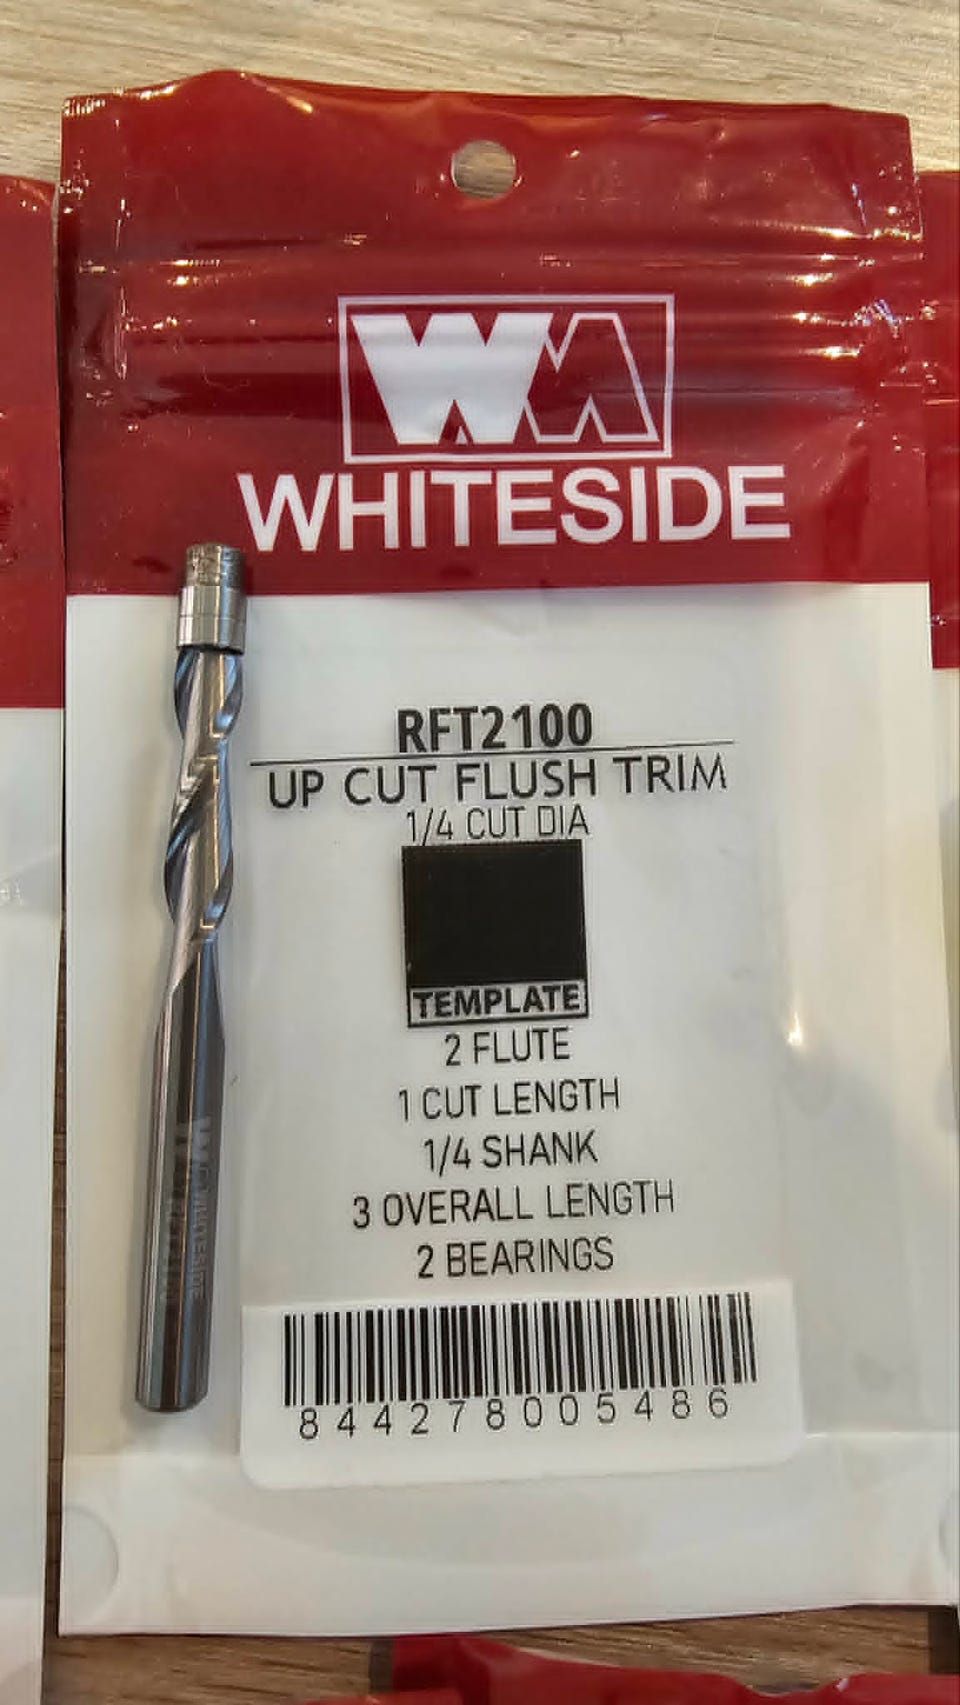 WHITESIDE
RFT2100
UP CUT FLUSH TRIM
1/4 CUT DIA
TEMPLATE
2 FLUTE
1 CUT LENGTH
1/4 SHANK
3 OVERALL LENGTH
2 BEARINGS
844278005486
WHITESIDE